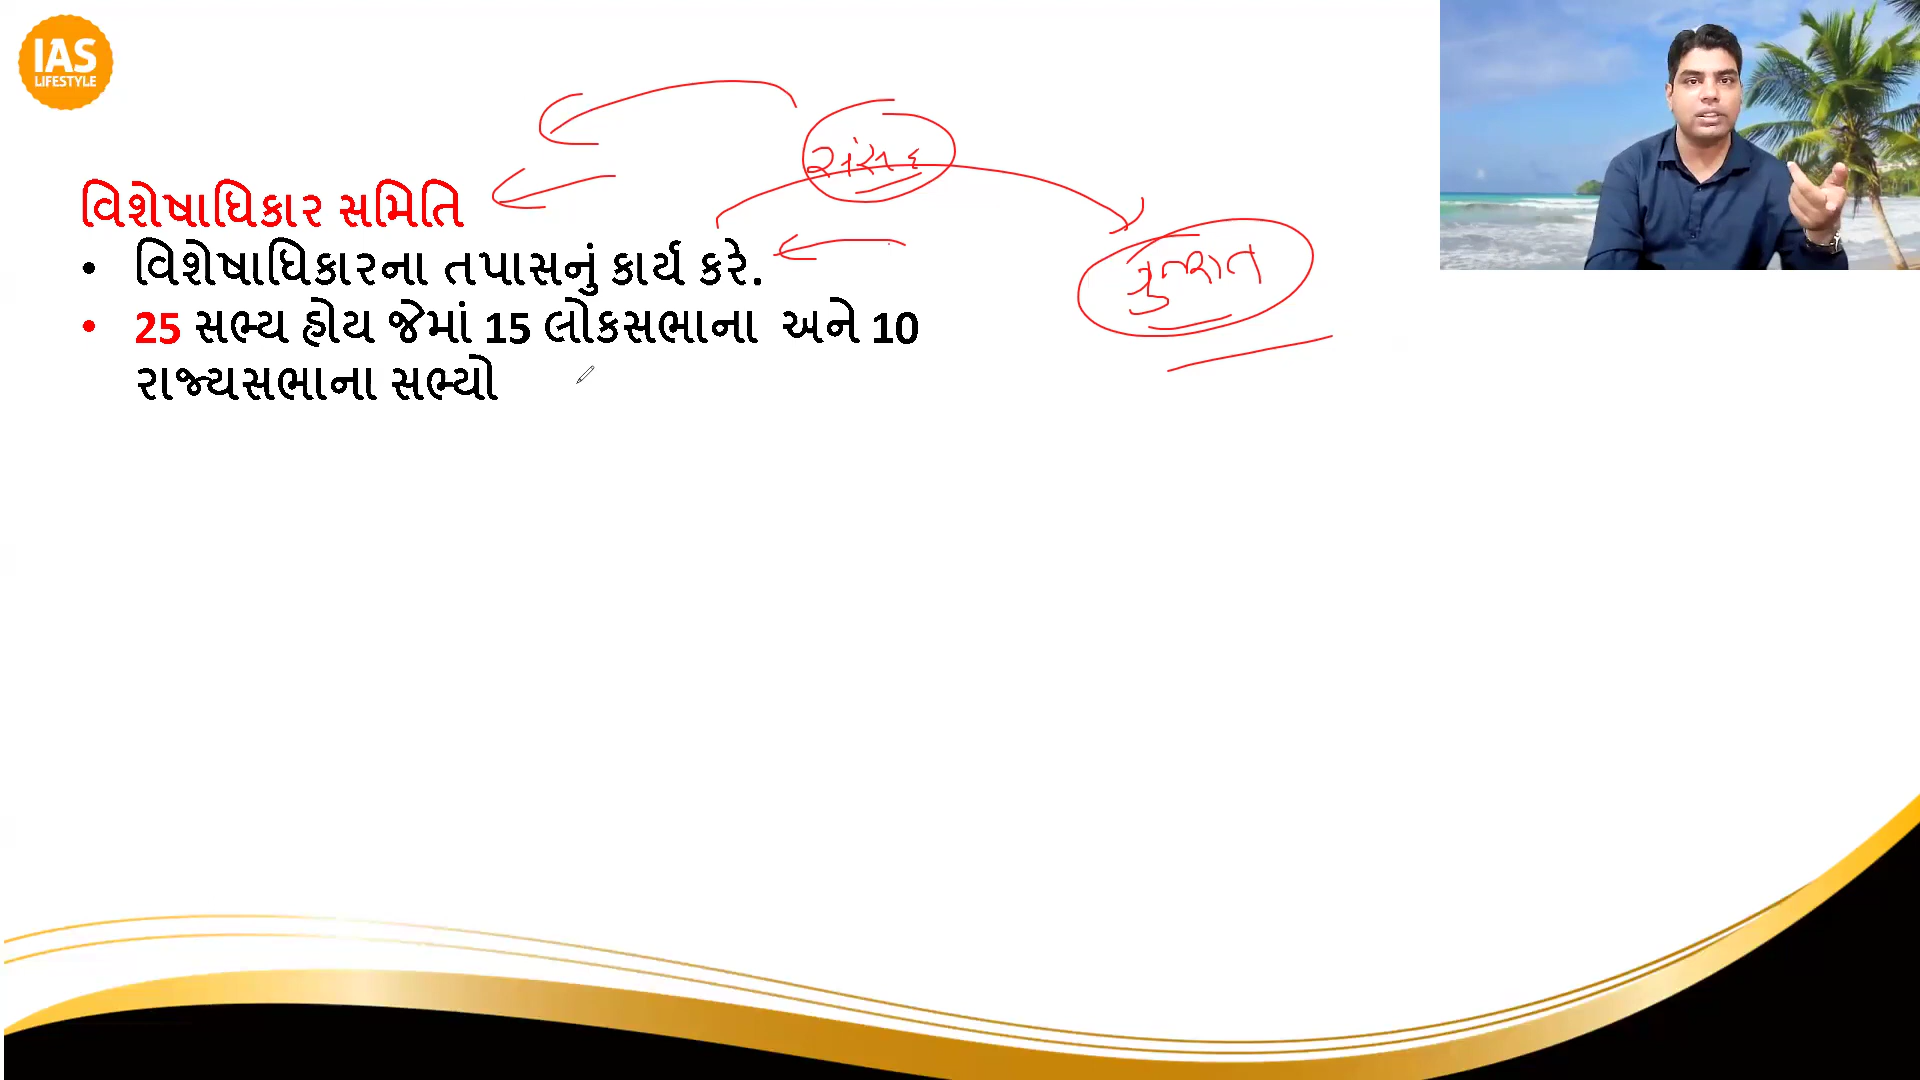 IAS
LIFESTYLE
સંસદ
વિશેષાધિકાર સમિતિ
• વિશેષાધિકારના તપાસનું કાર્ય કરે.
ગુજરાત
• 25 સભ્ય હોય જેમાં 15 લોકસભાના અને 10
રાજ્યસભાના સભ્યો